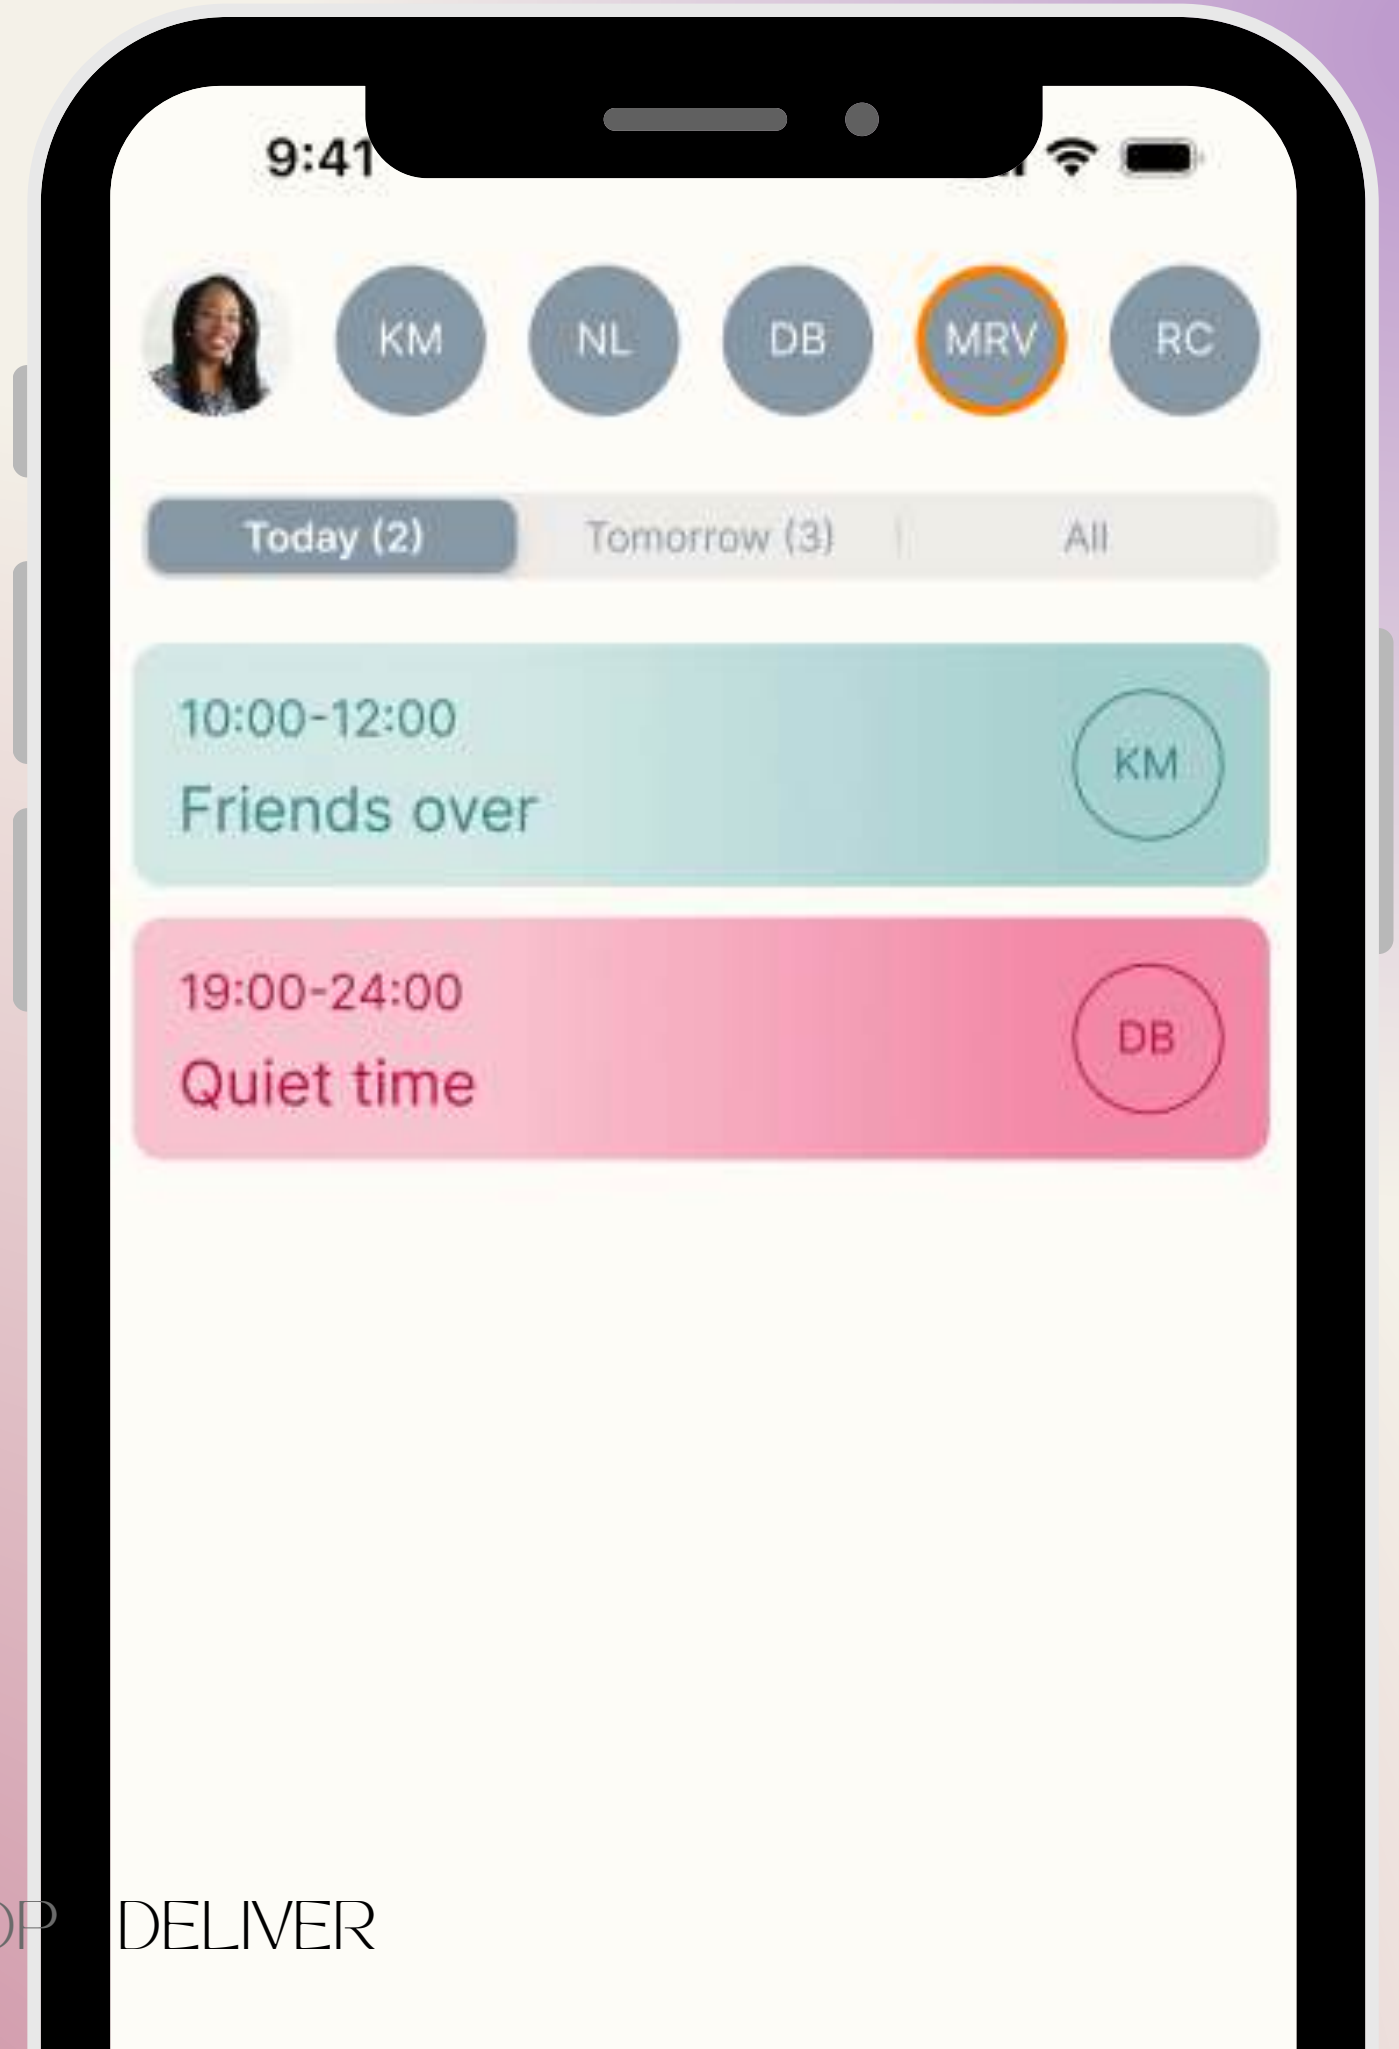 9:41
KM NL DB MRV RC
Today (2) Tomorrow (3) All
10:00-12:00
Friends over
KM
19:00-24:00
Quiet time
DB
DELIVER